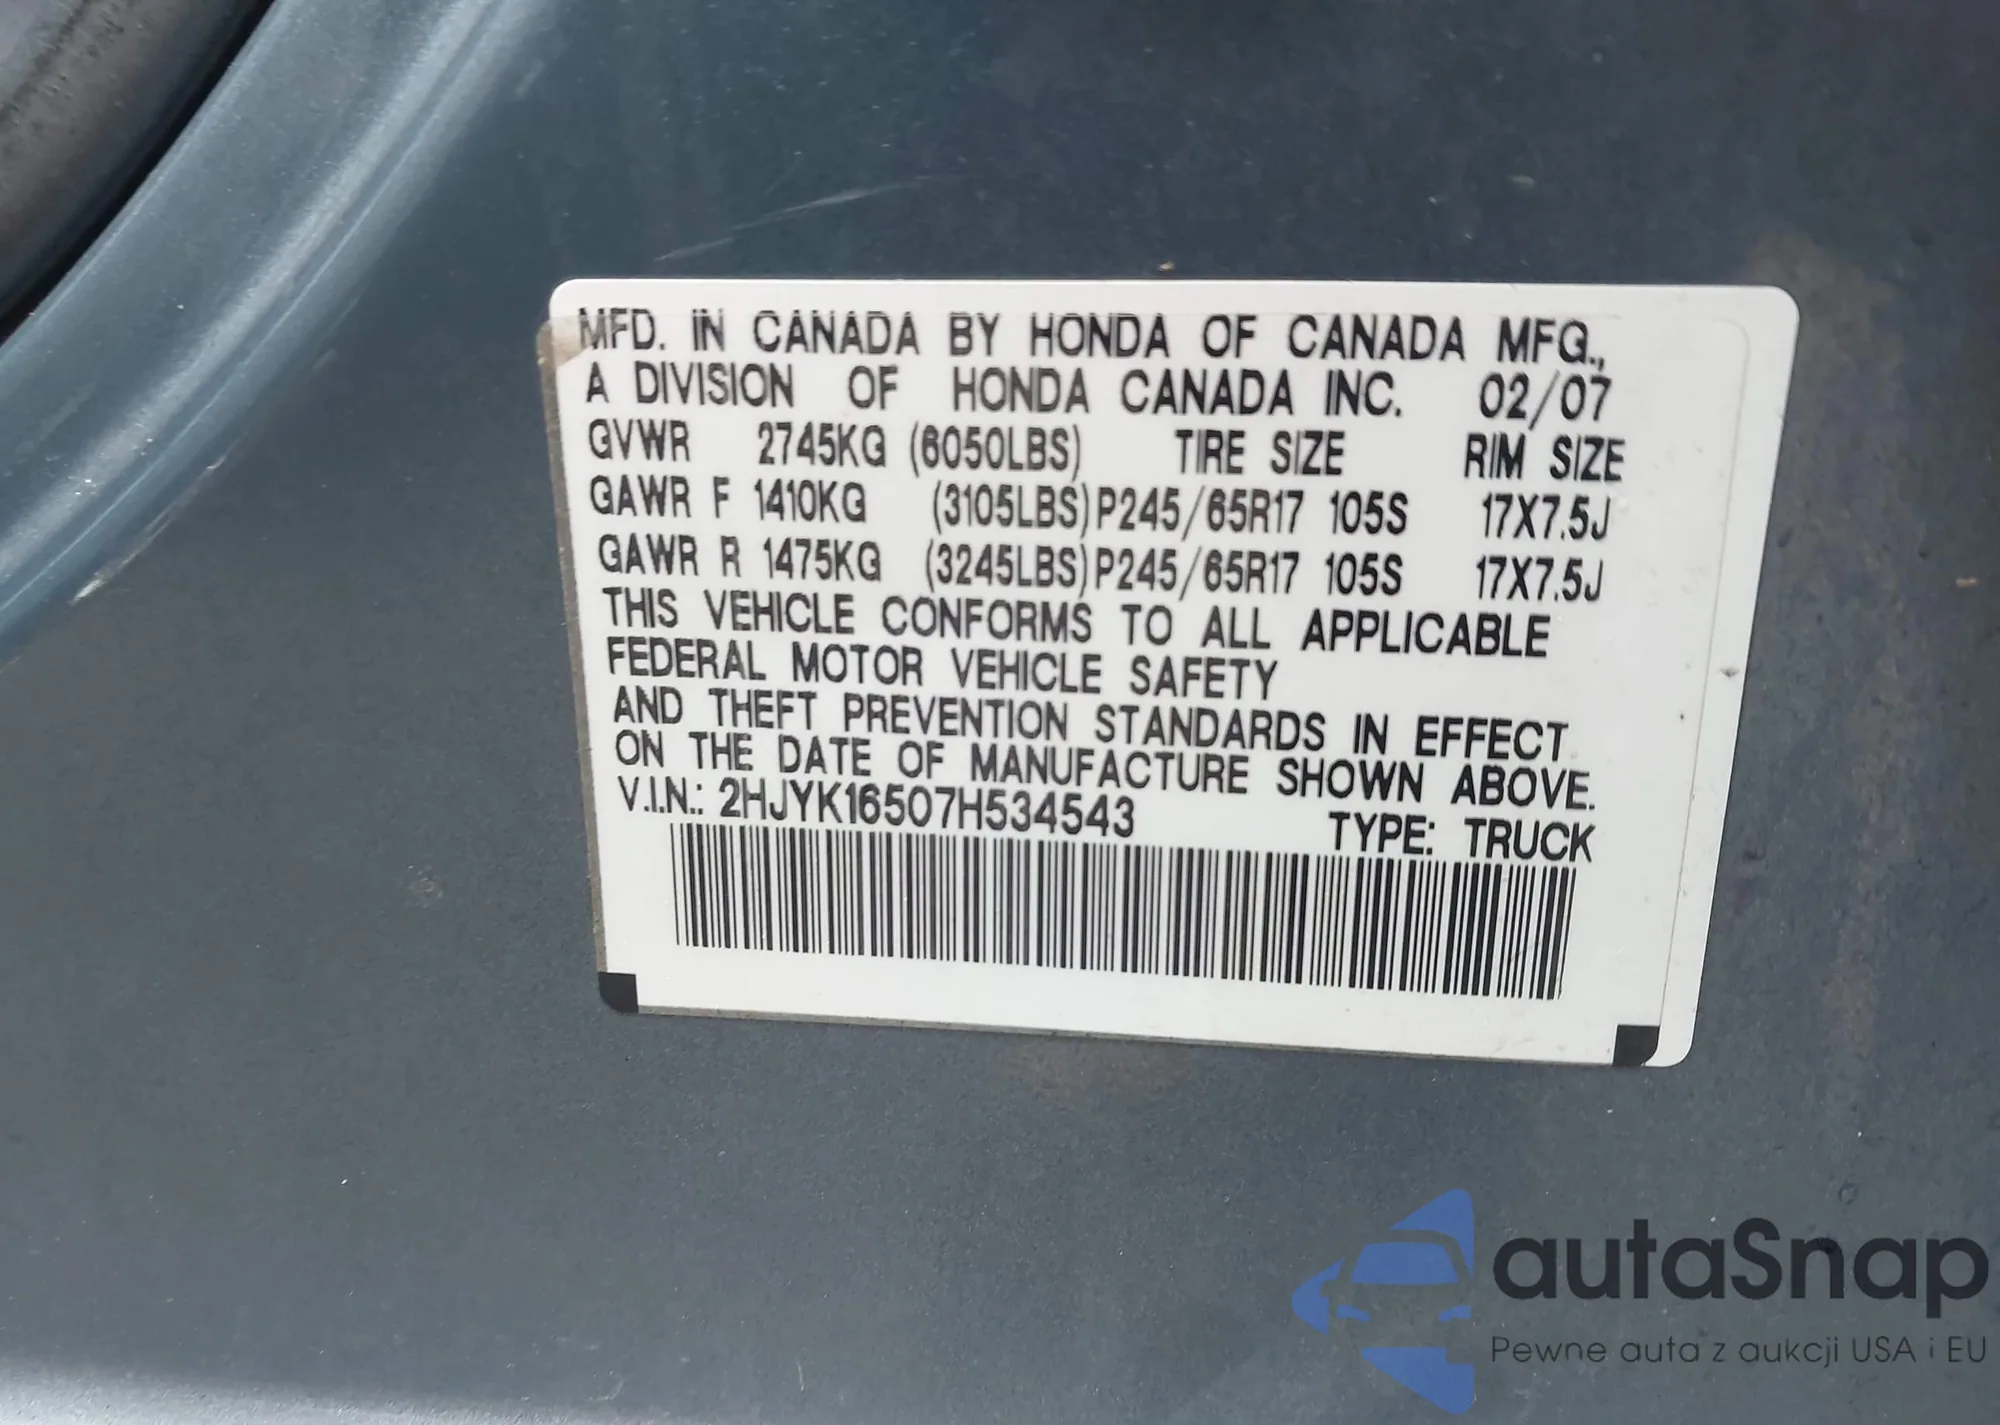 MFD. IN CANADA BY HONDA OF CANADA MFG.,
A DIVISION OF HONDA CANADA INC. 02/07
GVWR 2745KG (6050LBS) TIRE SIZE RIM SIZE
GAWR F 1410KG (3105LBS) P245/65R17 105S 17X7.5J
GAWR R 1475KG (3245LBS) P245/65R17 105S 17X7.5J
THIS VEHICLE CONFORMS TO ALL APPLICABLE
FEDERAL MOTOR VEHICLE SAFETY
AND THEFT PREVENTION STANDARDS IN EFFECT
ON THE DATE OF MANUFACTURE SHOWN ABOVE.
V.I.N.: 2HJYK16507H534543 TYPE: TRUCK
autaSnap
Pewne auta z aukcji USA i EU